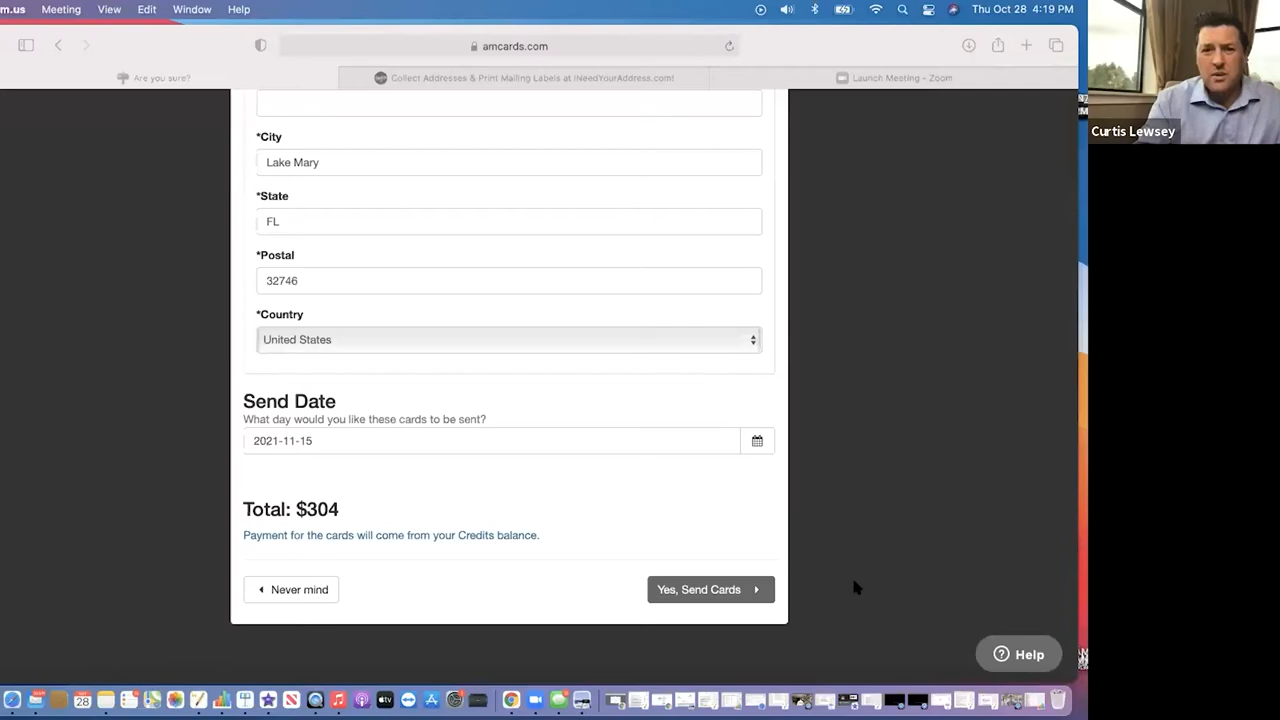 m.us Meeting View Edit Window Help Thu Oct 28 4:19 PM
amcards.com
Are you sure? Collect Addresses & Print Mailing Labels at INeedYourAddress.com! Launch Meeting - Zoom
Curtis Lewsey
*City
Lake Mary
*State
FL
*Postal
32746
*Country
United States
Send Date
What day would you like these cards to be sent?
2021-11-15
Total: $304
Payment for the cards will come from your Credits balance.
Never mind
Yes, Send Cards
Help
28